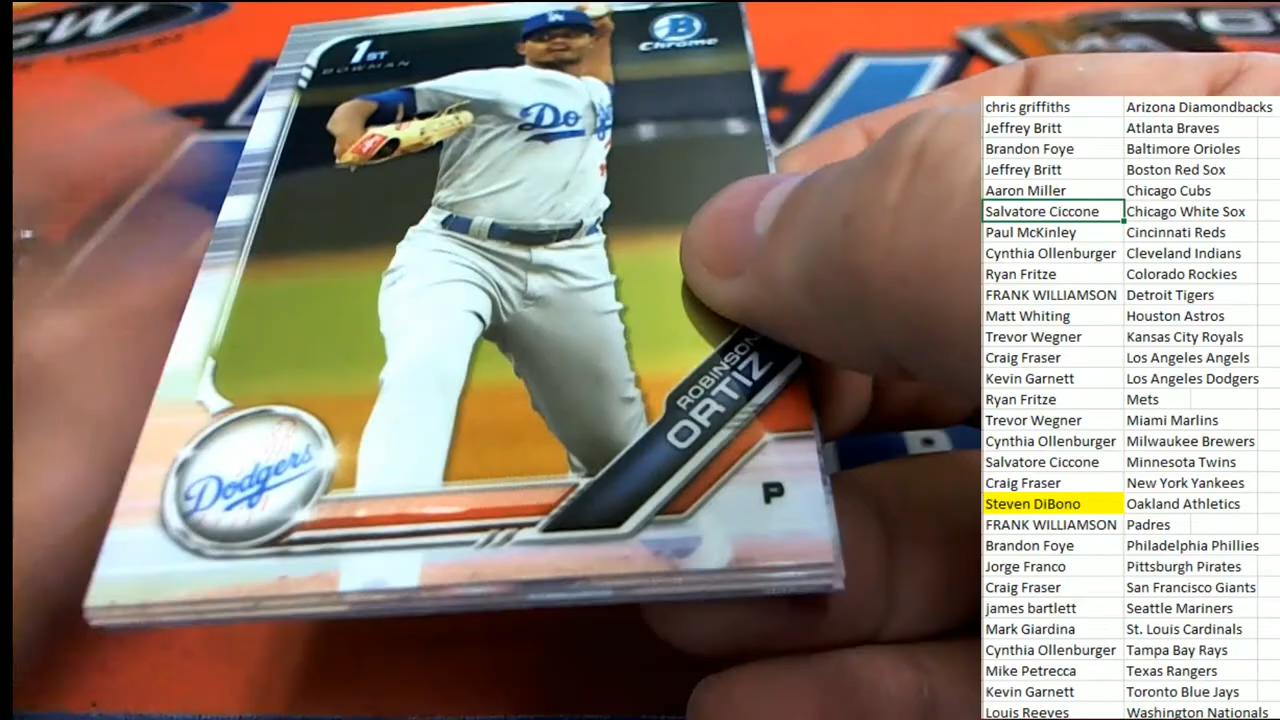 1ST
BOWMAN
B
Chrome
LA
Dodgers
ROBINSON
ORTIZ
P
chris griffiths Arizona Diamondbacks
Jeffrey Britt Atlanta Braves
Brandon Foye Baltimore Orioles
Jeffrey Britt Boston Red Sox
Aaron Miller Chicago Cubs
Salvatore Ciccone Chicago White Sox
Paul McKinley Cincinnati Reds
Cynthia Ollenburger Cleveland Indians
Ryan Fritze Colorado Rockies
FRANK WILLIAMSON Detroit Tigers
Matt Whiting Houston Astros
Trevor Wegner Kansas City Royals
Craig Fraser Los Angeles Angels
Kevin Garnett Los Angeles Dodgers
Ryan Fritze Mets
Trevor Wegner Miami Marlins
Cynthia Ollenburger Milwaukee Brewers
Salvatore Ciccone Minnesota Twins
Craig Fraser New York Yankees
Steven DiBono Oakland Athletics
FRANK WILLIAMSON Padres
Brandon Foye Philadelphia Phillies
Jorge Franco Pittsburgh Pirates
Craig Fraser San Francisco Giants
james bartlett Seattle Mariners
Mark Giardina St. Louis Cardinals
Cynthia Ollenburger Tampa Bay Rays
Mike Petrecca Texas Rangers
Kevin Garnett Toronto Blue Jays
Louis Reeves Washington Nationals